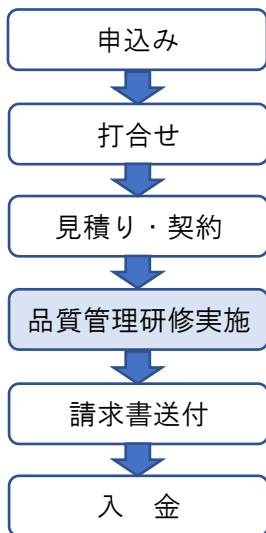 申込み
打合せ
見積り・契約
品質管理研修実施
請求書送付
入　金